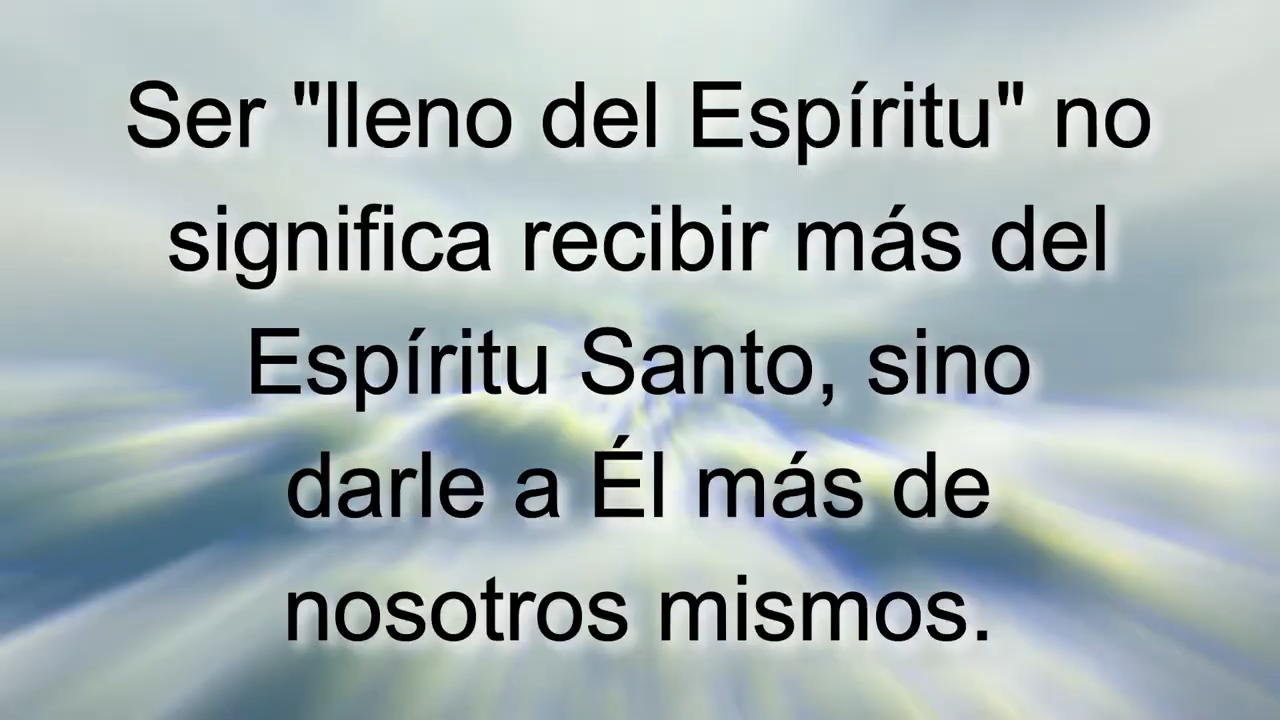 Ser "lleno del Espíritu" no
significa recibir más del
Espíritu Santo, sino
darle a Él más de
nosotros mismos.